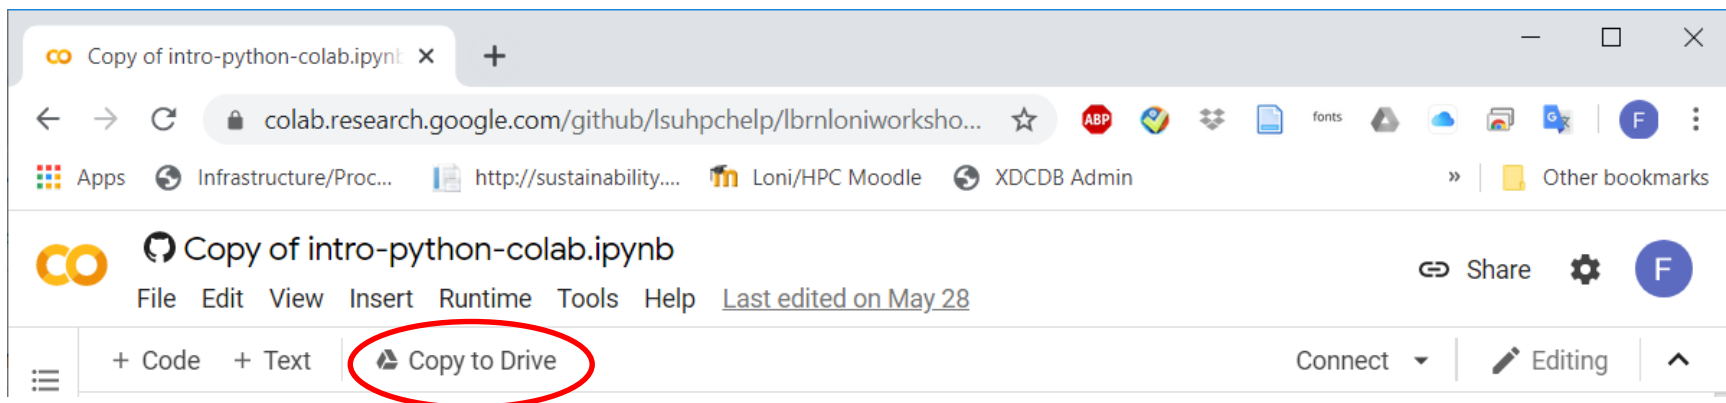 CO Copy of intro-python-colab.ipynb
colab.research.google.com/github/lsuhpchelp/lbrnloniworksho... ABP fonts G F
Apps Infrastructure/Proc... http://sustainability.... Loni/HPC Moodle XDCDB Admin » Other bookmarks
CO Copy of intro-python-colab.ipynb
Share F
File Edit View Insert Runtime Tools Help Last edited on May 28
+ Code + Text Copy to Drive Connect Editing